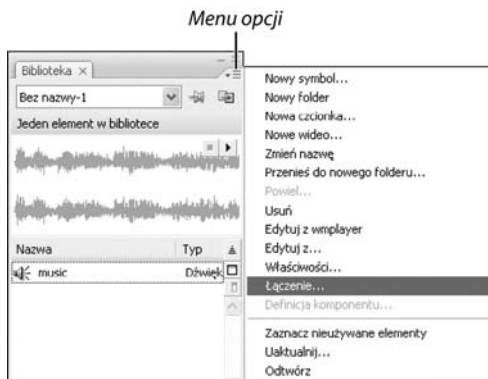 Menu opcji
Biblioteka
Bez nazwy-1
Jeden element w bibliotece
Nazwa Typ
music Dźwięk
Nowy symbol...
Nowy folder
Nowa czcionka...
Nowe wideo...
Zmień nazwę
Przenieś do nowego folderu...
Powiel...
Usuń
Edytuj z wmplayer
Edytuj z...
Właściwości...
Łączenie...
Definicja komponentu...
Zaznacz nieużywane elementy
Uaktualnij...
Odtwórz